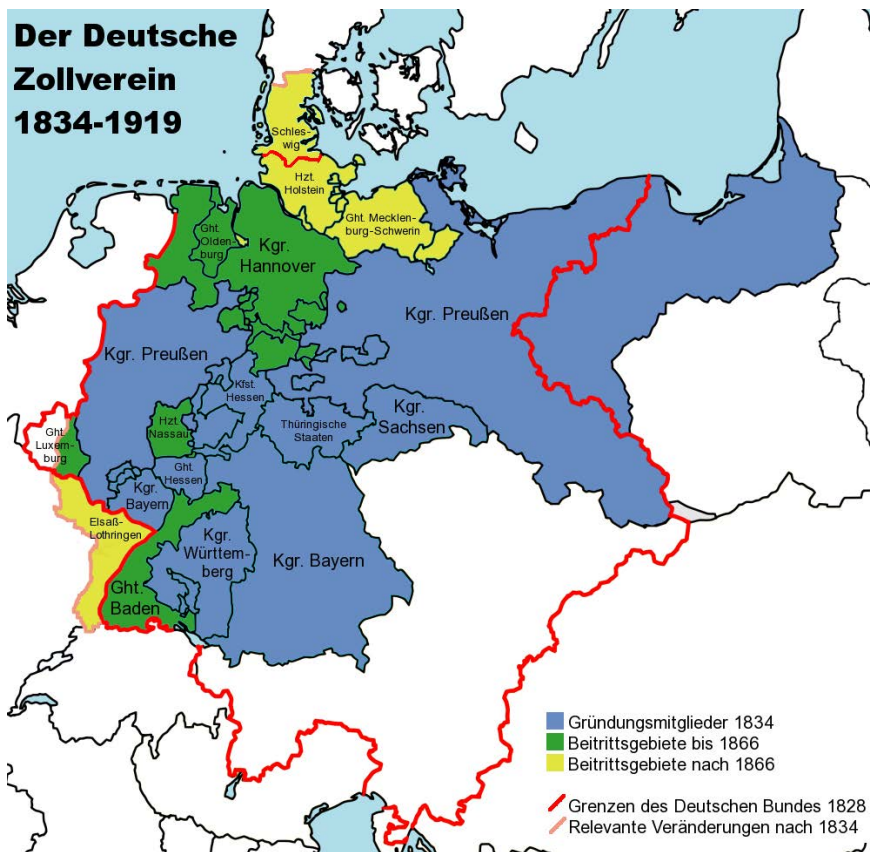 Der Deutsche
Zollverein
1834-1919
Schles-
wig
Hzt.
Holstein
Ght. Mecklen-
burg-Schwerin
Ght.
Olden-
burg
Kgr.
Hannover
Kgr. Preußen
Kgr. Preußen
Kfst.
Hessen
Hzt.
Nassau
Thüringische
Staaten
Kgr.
Sachsen
Ght.
Luxem-
burg
Ght.
Hessen
Kgr.
Bayern
Elsaß-
Lothringen
Kgr.
Württem-
berg
Kgr. Bayern
Ght.
Baden
Gründungsmitglieder 1834
Beitrittsgebiete bis 1866
Beitrittsgebiete nach 1866
Grenzen des Deutschen Bundes 1828
Relevante Veränderungen nach 1834